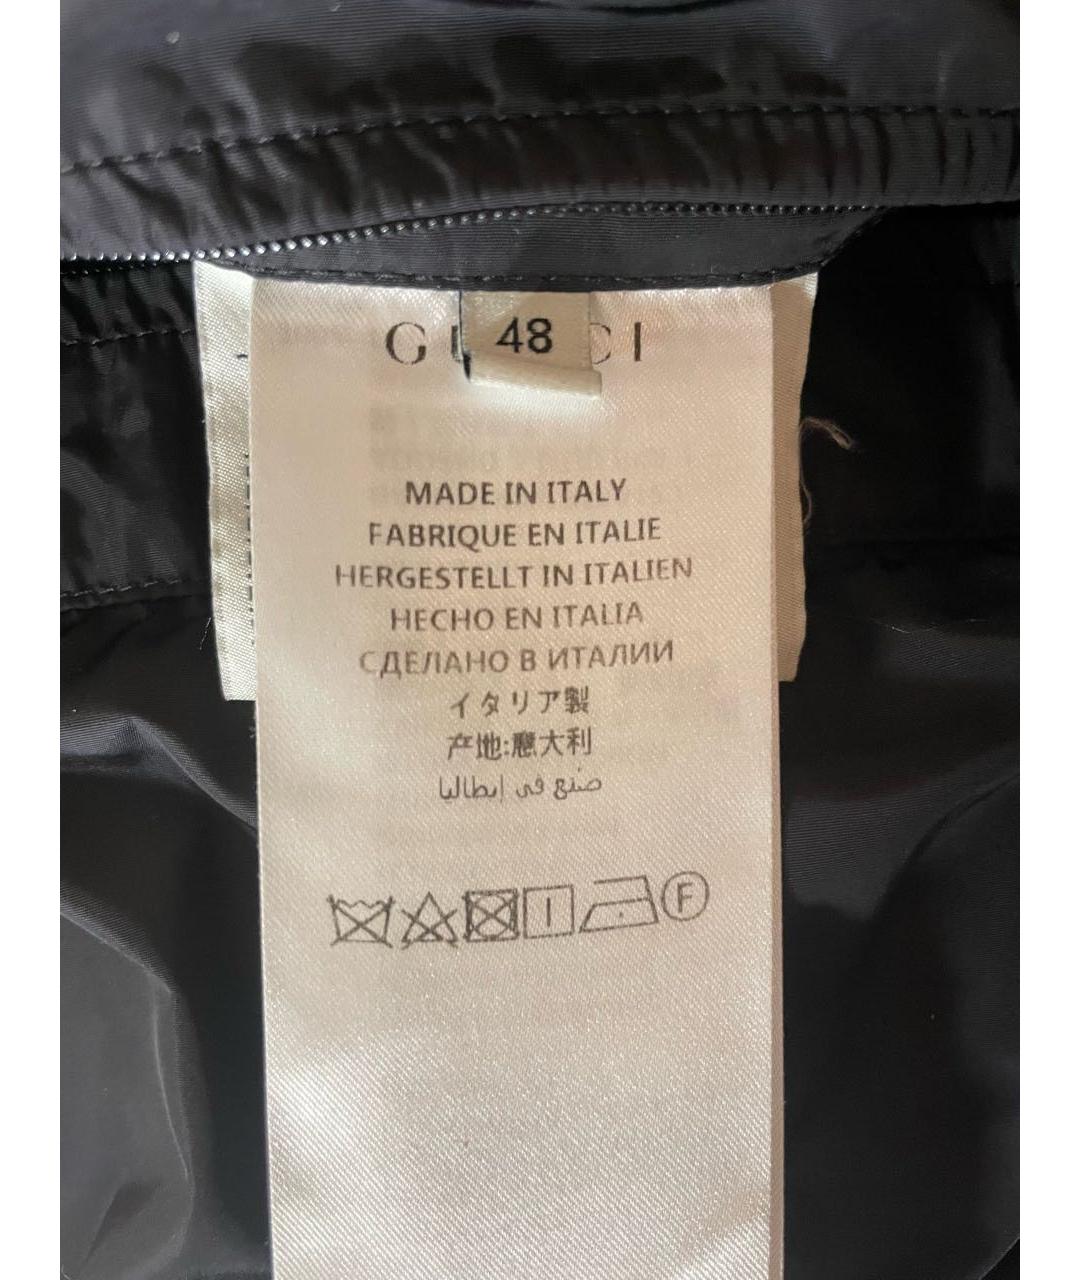 48
MADE IN ITALY
FABRIQUE EN ITALIE
HERGESTELLT IN ITALIEN
HECHO EN ITALIA
СДЕЛАНО В ИТАЛИИ
イタリア製
产地:意大利
صنع في إيطاليا
F